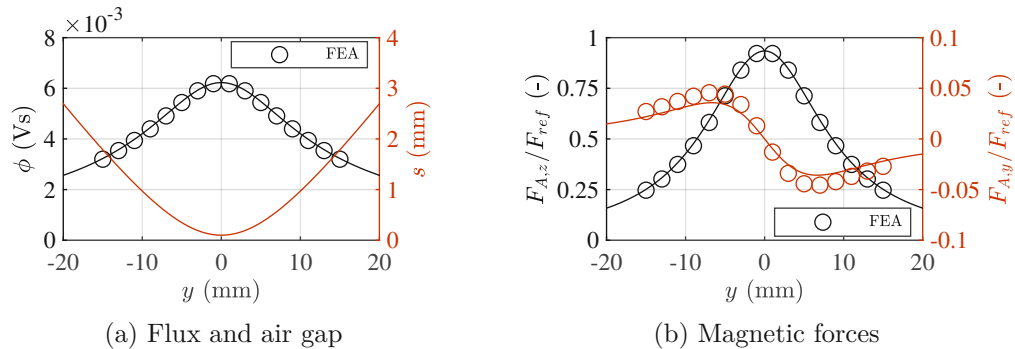 ×10⁻³
8
6
4
2
0
ϕ (Vs)
FEA
4
3
2
1
0
s (mm)
-20 -10 0 10 20
y (mm)
(a) Flux and air gap
1
0.75
0.5
0.25
0
F_{A,z}/F_{ref} (-)
FEA
0.1
0.05
0
-0.05
-0.1
F_{A,y}/F_{ref} (-)
-20 -10 0 10 20
y (mm)
(b) Magnetic forces